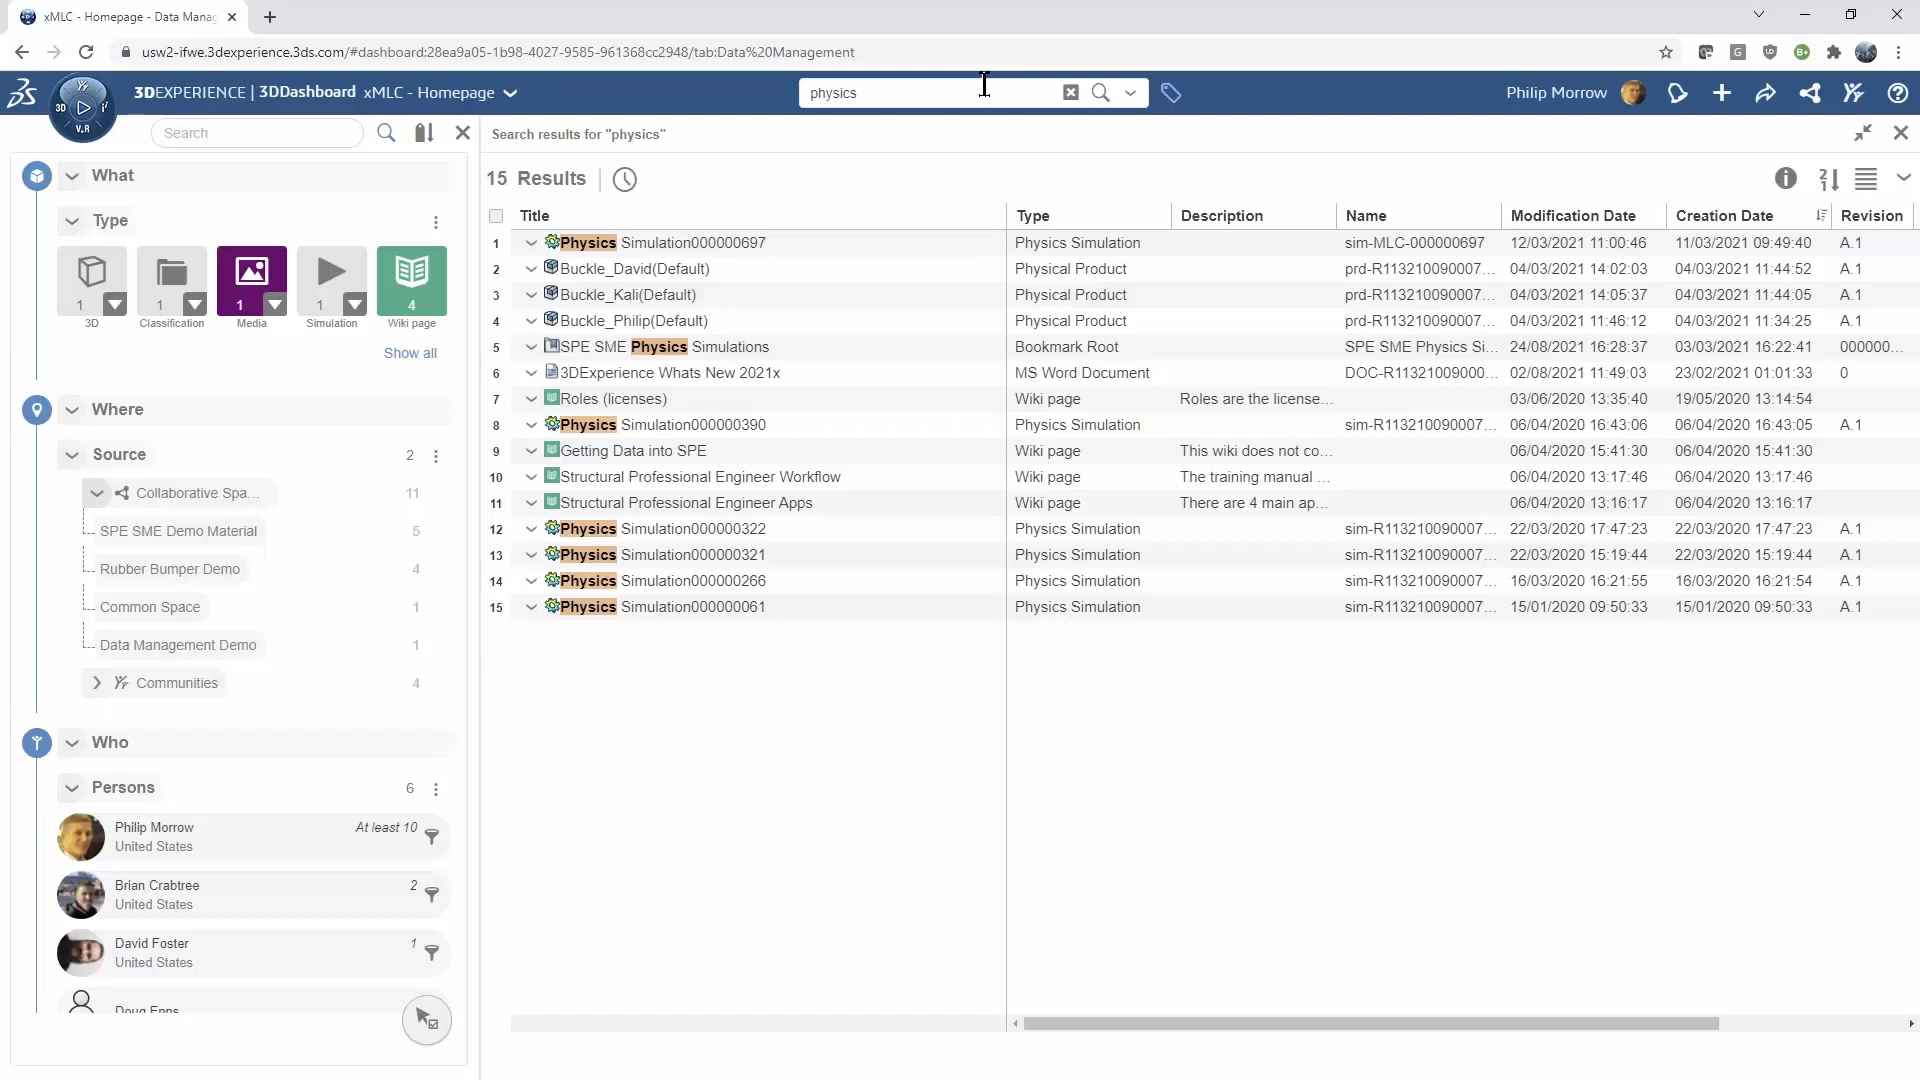 xMLC - Homepage - Data Manag
usw2-ifwe.3dexperience.3ds.com/#dashboard:28ea9a05-1b98-4027-9585-961368cc2948/tab:Data%20Management
3D
V.R
3DEXPERIENCE | 3DDashboard xMLC - Homepage
physics
Philip Morrow
Search
Search results for "physics"
What
Type
1
3D
1
Classification
1
Media
1
Simulation
4
Wiki page
Show all
Where
Source 2
Collaborative Spa... 11
SPE SME Demo Material 5
Rubber Bumper Demo 4
Common Space 1
Data Management Demo 1
Communities 4
Who
Persons 6
Philip Morrow At least 10
United States
Brian Crabtree 2
United States
David Foster 1
United States
Doug Enns
15 Results
Title Type Description Name Modification Date Creation Date Revision
1 Physics Simulation000000697 Physics Simulation sim-MLC-000000697 12/03/2021 11:00:46 11/03/2021 09:49:40 A.1
2 Buckle_David(Default) Physical Product prd-R113210090007... 04/03/2021 14:02:03 04/03/2021 11:44:52 A.1
3 Buckle_Kali(Default) Physical Product prd-R113210090007... 04/03/2021 14:05:37 04/03/2021 11:44:05 A.1
4 Buckle_Philip(Default) Physical Product prd-R113210090007... 04/03/2021 11:46:12 04/03/2021 11:34:25 A.1
5 SPE SME Physics Simulations Bookmark Root SPE SME Physics Si... 24/08/2021 16:28:37 03/03/2021 16:22:41 000000...
6 3DExperience Whats New 2021x MS Word Document DOC-R11321009000... 02/08/2021 11:49:03 23/02/2021 01:01:33 0
7 Roles (licenses) Wiki page Roles are the license... 03/06/2020 13:35:40 19/05/2020 13:14:54
8 Physics Simulation000000390 Physics Simulation sim-R113210090007... 06/04/2020 16:43:06 06/04/2020 16:43:05 A.1
9 Getting Data into SPE Wiki page This wiki does not co... 06/04/2020 15:41:30 06/04/2020 15:41:30
10 Structural Professional Engineer Workflow Wiki page The training manual ... 06/04/2020 13:17:46 06/04/2020 13:17:46
11 Structural Professional Engineer Apps Wiki page There are 4 main ap... 06/04/2020 13:16:17 06/04/2020 13:16:17
12 Physics Simulation000000322 Physics Simulation sim-R113210090007... 22/03/2020 17:47:23 22/03/2020 17:47:23 A.1
13 Physics Simulation000000321 Physics Simulation sim-R113210090007... 22/03/2020 15:19:44 22/03/2020 15:19:44 A.1
14 Physics Simulation000000266 Physics Simulation sim-R113210090007... 16/03/2020 16:21:55 16/03/2020 16:21:54 A.1
15 Physics Simulation000000061 Physics Simulation sim-R113210090007... 15/01/2020 09:50:33 15/01/2020 09:50:33 A.1